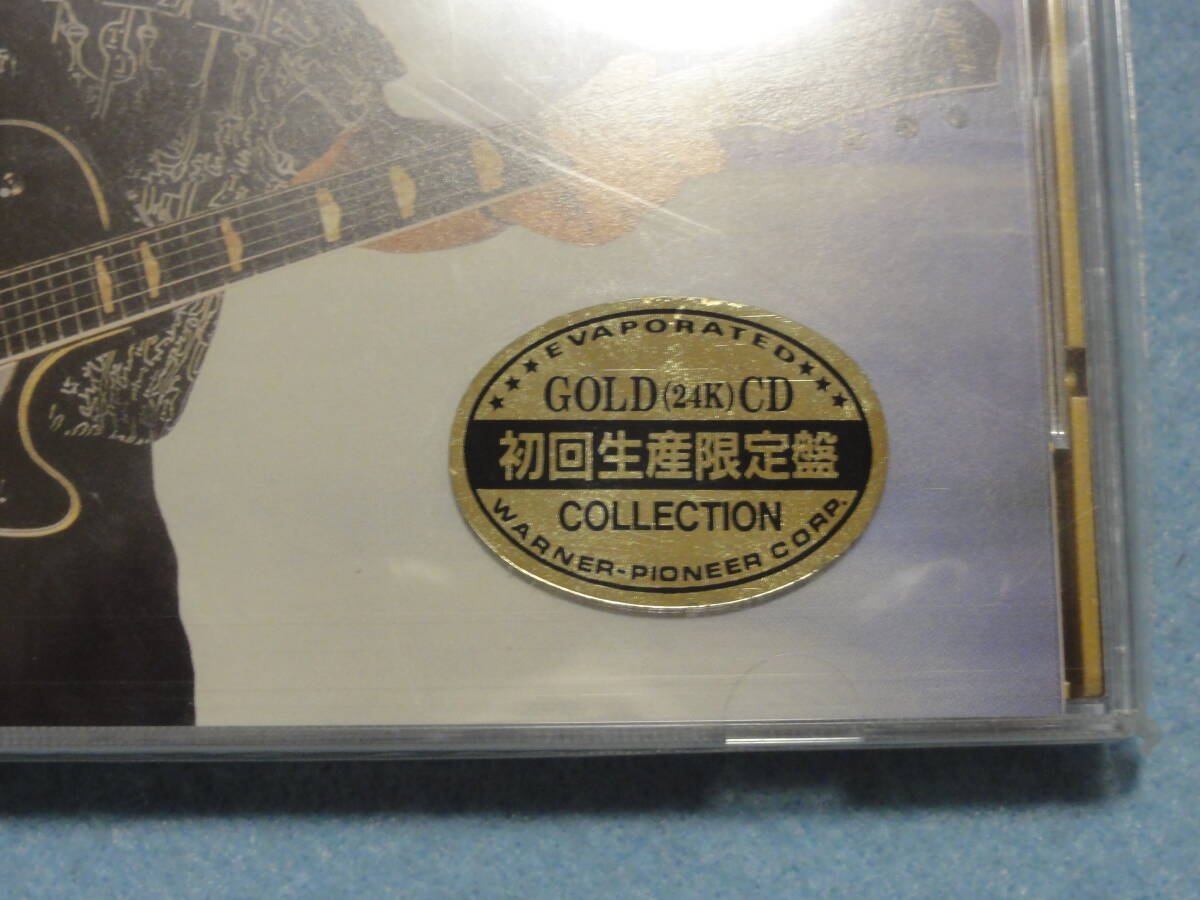 EVAPORATED
GOLD (24K) CD
初回生産限定盤
COLLECTION
WARNER-PIONEER CORP.